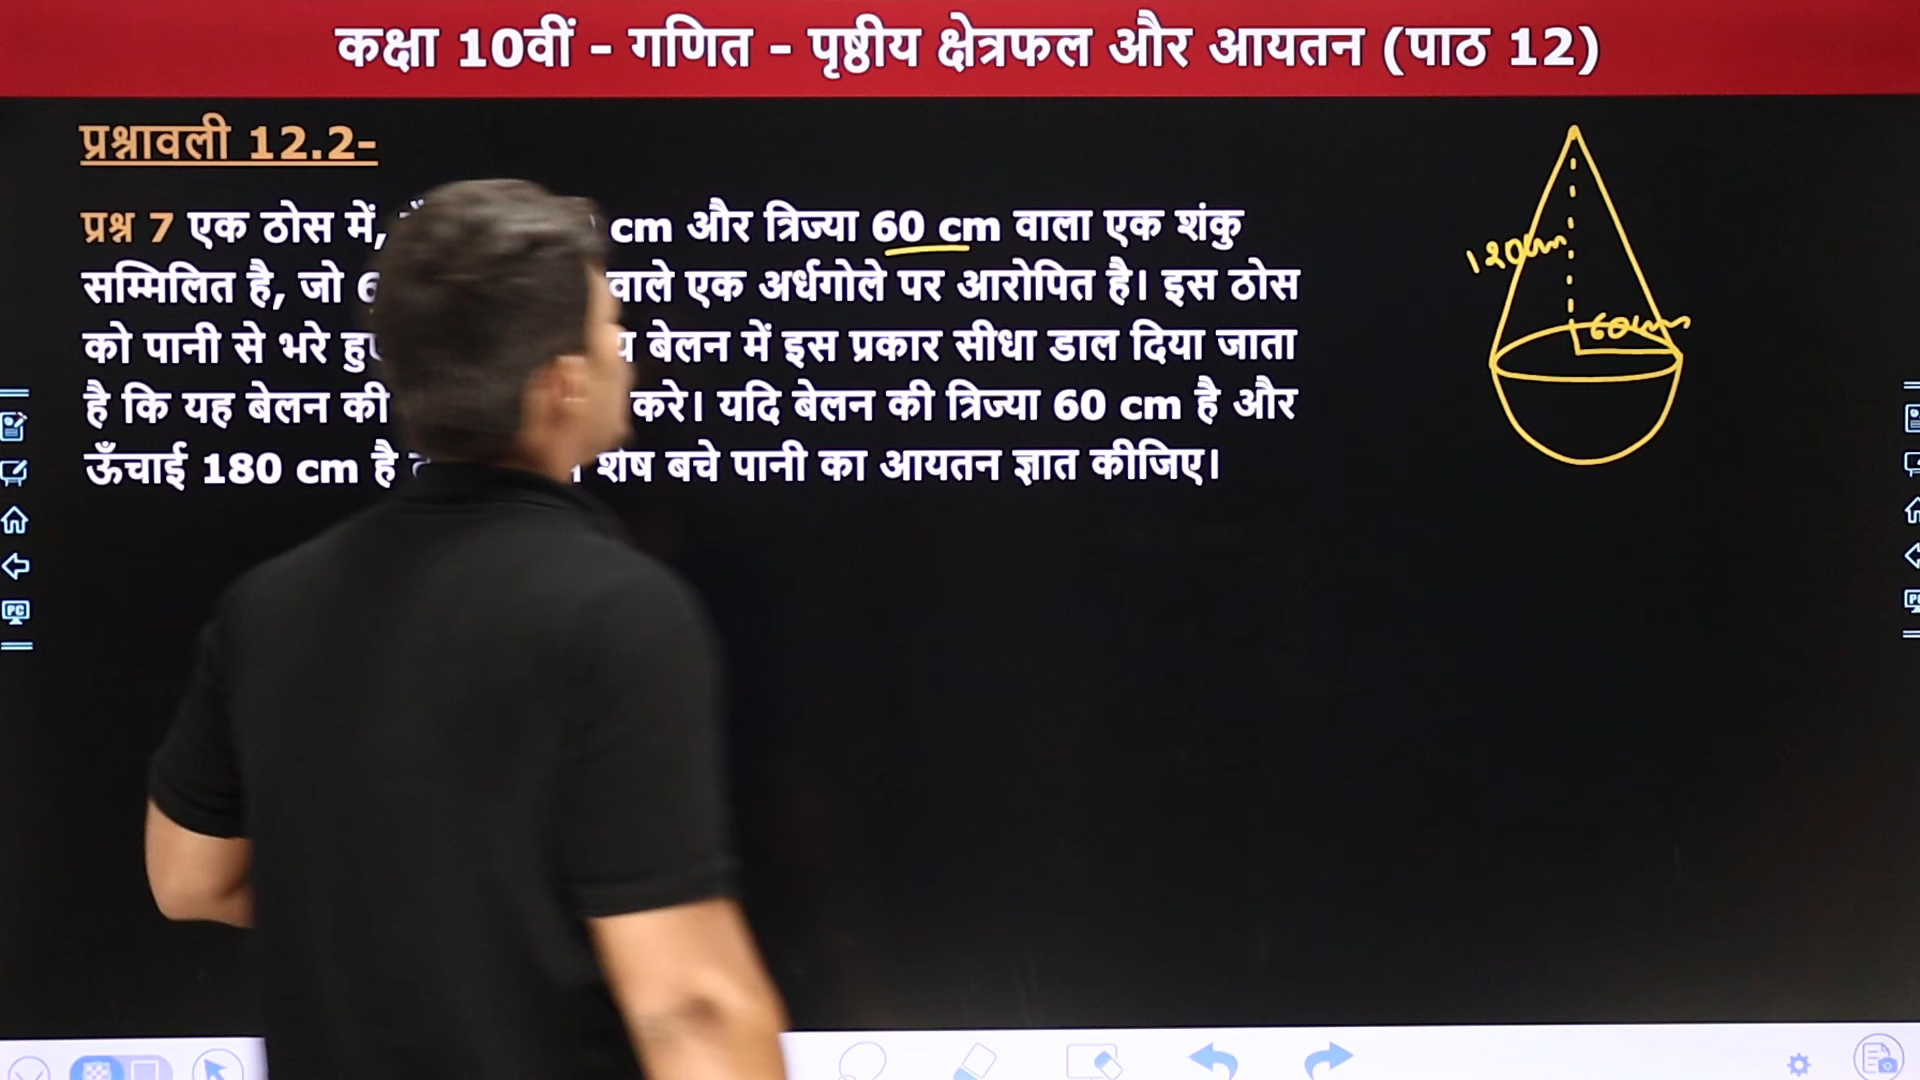 कक्षा 10वीं - गणित - पृष्ठीय क्षेत्रफल और आयतन (पाठ 12)
प्रश्नावली 12.2-
प्रश्न 7 एक ठोस में, cm और त्रिज्या 60 cm वाला एक शंकु
सम्मिलित है, जो वाले एक अर्धगोले पर आरोपित है। इस ठोस
को पानी से भरे बेलन में इस प्रकार सीधा डाल दिया जाता
है कि यह बेलन की करे। यदि बेलन की त्रिज्या 60 cm है और
ऊँचाई 180 cm है शेष बचे पानी का आयतन ज्ञात कीजिए।
120cm
60cm
PC